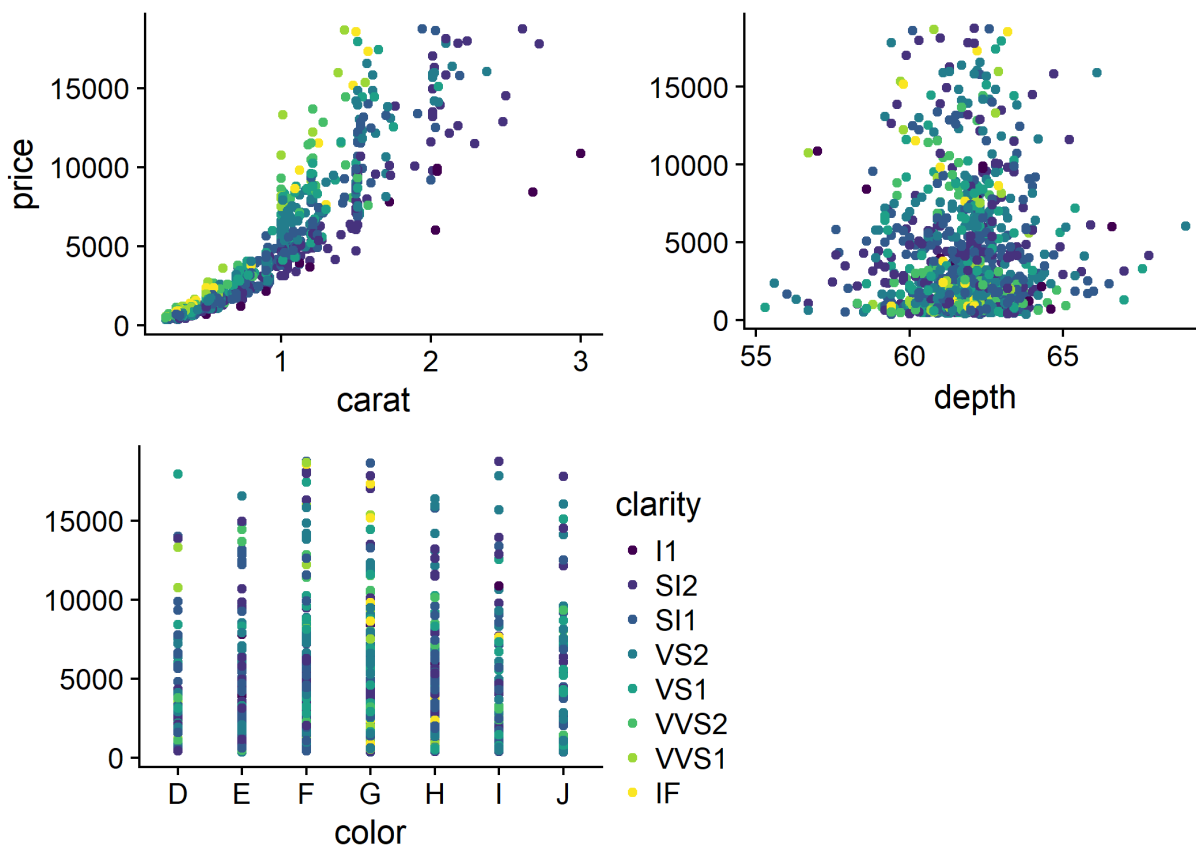 price
15000
10000
5000
0
1 2 3
carat
15000
10000
5000
0
55 60 65
depth
15000
10000
5000
0
D E F G H I J
color
clarity
I1
SI2
SI1
VS2
VS1
VVS2
VVS1
IF